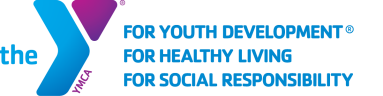 the
YMCA
®
FOR YOUTH DEVELOPMENT®
FOR HEALTHY LIVING
FOR SOCIAL RESPONSIBILITY